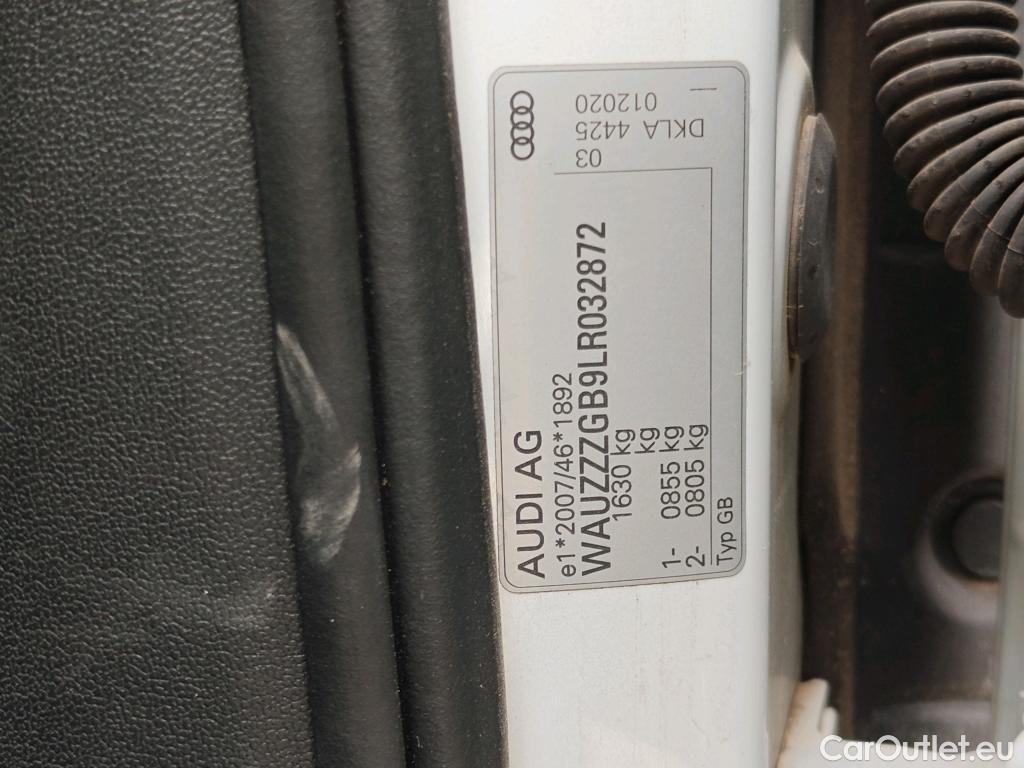 AUDI AG
e1*2007/46*1892
WAUZZZGB9LR032872
1630 kg
kg
1- 0855 kg
2- 0805 kg
Typ GB
03
DKLA 4425 012020
CarOutlet.eu